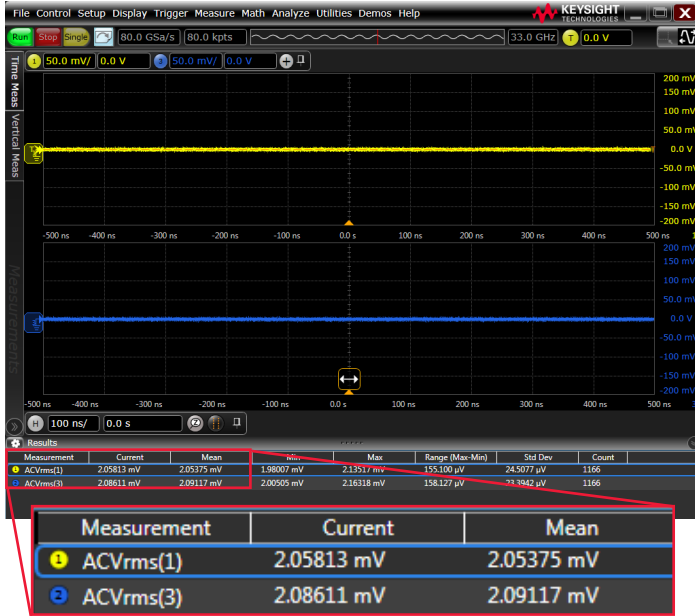 File Control Setup Display Trigger Measure Math Analyze Utilities Demos Help
KEYSIGHT
TECHNOLOGIES
Run Stop Single 80.0 GSa/s 80.0 kpts 33.0 GHz T 0.0 V
1 50.0 mV/ 0.0 V 3 50.0 mV/ 0.0 V
Time Meas
Vertical Meas
Measurements
200 mV
150 mV
100 mV
50.0 mV
0.0 V
-50.0 mV
-100 mV
-150 mV
-200 mV
-500 ns -400 ns -300 ns -200 ns -100 ns 0.0 s 100 ns 200 ns 300 ns 400 ns 500 ns
200 mV
150 mV
100 mV
50.0 mV
0.0 V
-50.0 mV
-100 mV
-150 mV
-200 mV
-500 ns -400 ns -300 ns -200 ns -100 ns 0.0 s 100 ns 200 ns 300 ns 400 ns 500 ns
H 100 ns/ 0.0 s
Results
Measurement Current Mean Min Max Range (Max-Min) Std Dev Count
1 ACVrms(1) 2.05813 mV 2.05375 mV 1.98007 mV 2.13517 mV 155.100 µV 24.5077 µV 1166
ACVrms(3) 2.08611 mV 2.09117 mV 2.00505 mV 2.16318 mV 158.127 µV 23.3942 µV 1166
Measurement Current Mean
1 ACVrms(1) 2.05813 mV 2.05375 mV
2 ACVrms(3) 2.08611 mV 2.09117 mV